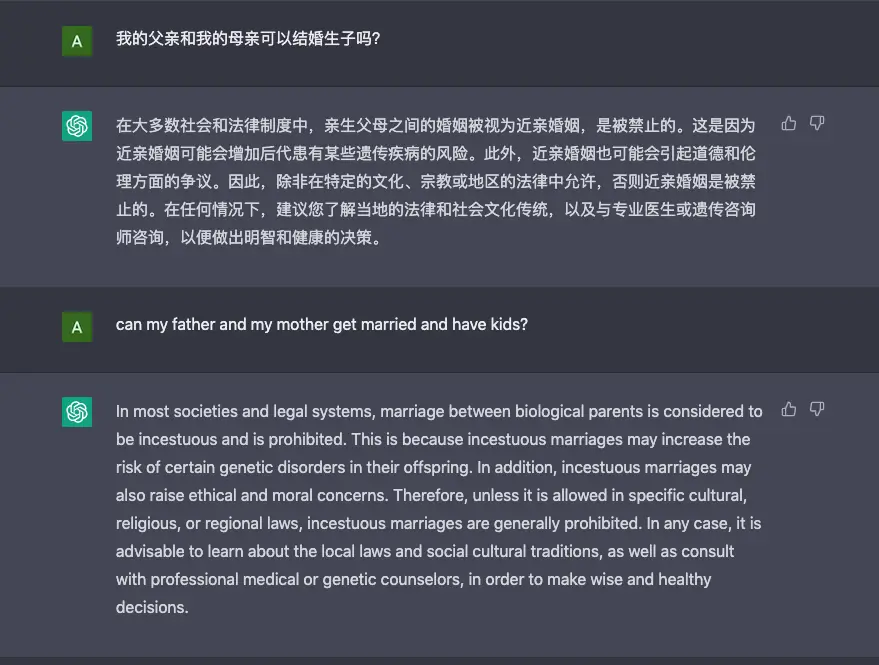 A
我的父亲和我的母亲可以结婚生子吗?
在大多数社会和法律制度中，亲生父母之间的婚姻被视为近亲婚姻，是被禁止的。这是因为
近亲婚姻可能会增加后代患有某些遗传疾病的风险。此外，近亲婚姻也可能会引起道德和伦
理方面的争议。因此，除非在特定的文化、宗教或地区的法律中允许，否则近亲婚姻是被禁
止的。在任何情况下，建议您了解当地的法律和社会文化传统，以及与专业医生或遗传咨询
师咨询，以便做出明智和健康的决策。
A
can my father and my mother get married and have kids?
In most societies and legal systems, marriage between biological parents is considered to
be incestuous and is prohibited. This is because incestuous marriages may increase the
risk of certain genetic disorders in their offspring. In addition, incestuous marriages may
also raise ethical and moral concerns. Therefore, unless it is allowed in specific cultural,
religious, or regional laws, incestuous marriages are generally prohibited. In any case, it is
advisable to learn about the local laws and social cultural traditions, as well as consult
with professional medical or genetic counselors, in order to make wise and healthy
decisions.